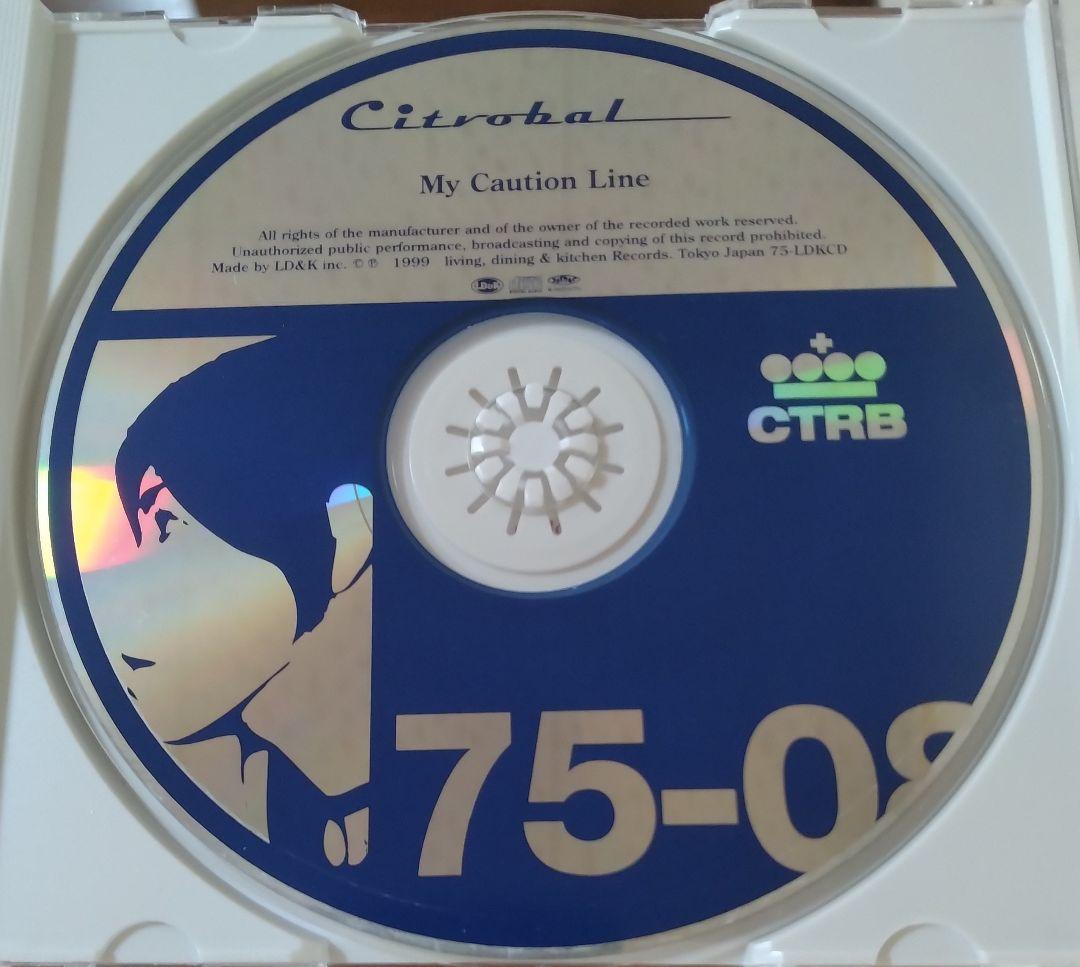 Citrobal
My Caution Line
All rights of the manufacturer and of the owner of the recorded work reserved.
Unauthorized public performance, broadcasting and copying of this record prohibited.
Made by LD&K inc. © ℗ 1999 living, dining & kitchen Records. Tokyo Japan 75-LDKCD
LD&K
CTRB
75-08